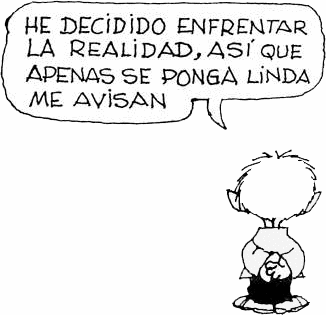 HE DECIDIDO ENFRENTAR
LA REALIDAD, ASÍ QUE
APENAS SE PONGA LINDA
ME AVISAN